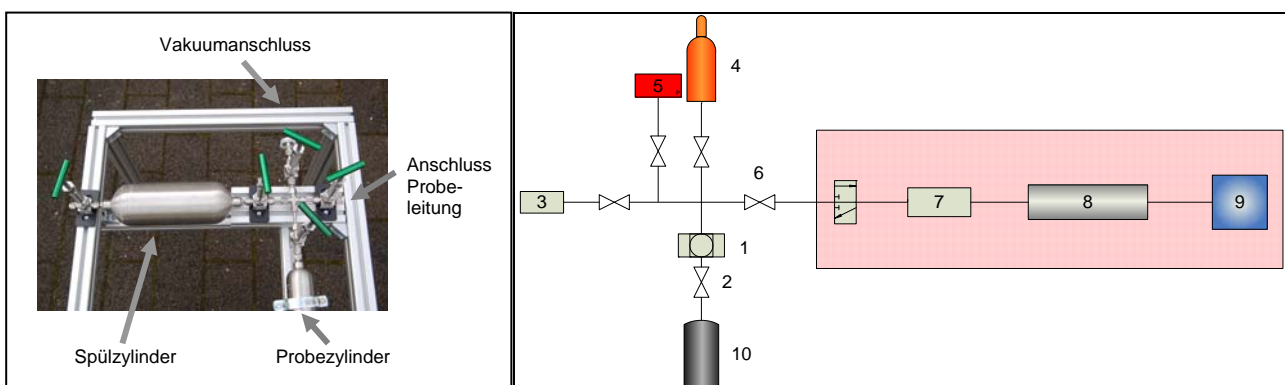 Vakuumanschluss
Anschluss
Probe-
leitung
Spülzylinder
Probezylinder
4
5
6
3
7
8
9
1
2
10